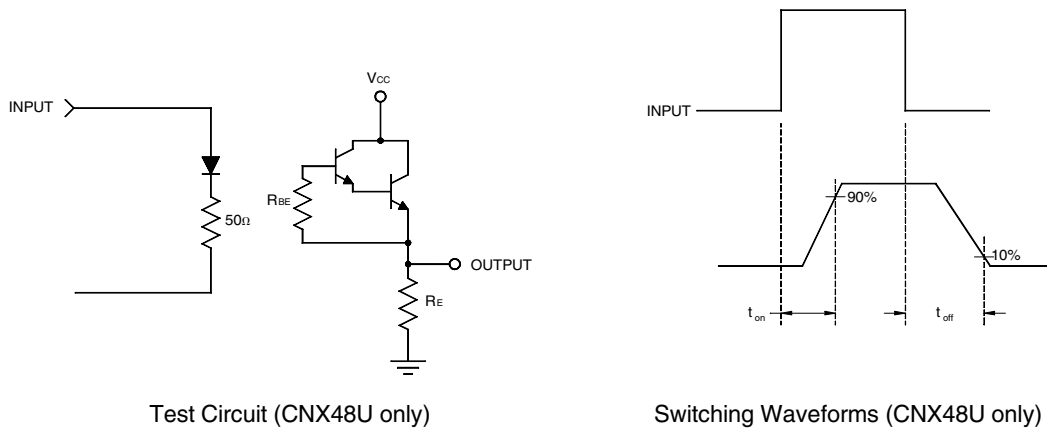 VCC
INPUT
RBE
50Ω
OUTPUT
RE
Test Circuit (CNX48U only)
INPUT
90%
10%
ton
toff
Switching Waveforms (CNX48U only)